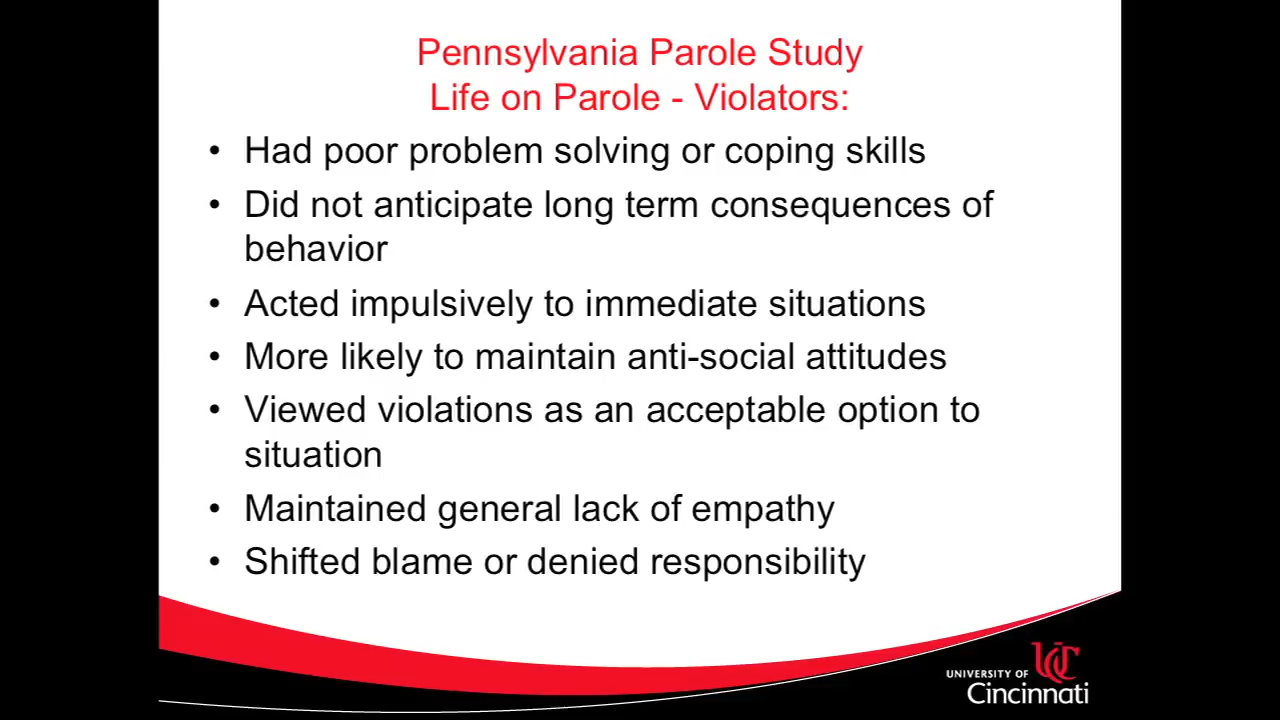 Pennsylvania Parole Study
Life on Parole - Violators:
• Had poor problem solving or coping skills
• Did not anticipate long term consequences of
behavior
• Acted impulsively to immediate situations
• More likely to maintain anti-social attitudes
• Viewed violations as an acceptable option to
situation
• Maintained general lack of empathy
• Shifted blame or denied responsibility
UC
UNIVERSITY OF
Cincinnati